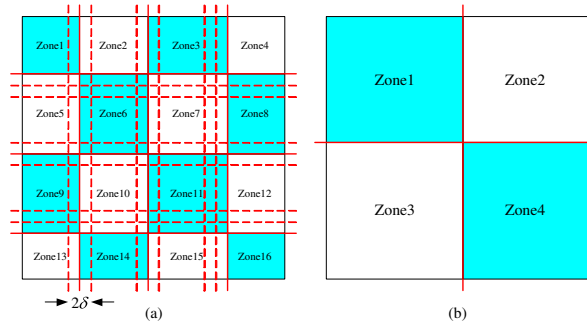 Zone1 Zone2 Zone3 Zone4
Zone5 Zone6 Zone7 Zone8
Zone9 Zone10 Zone11 Zone12
Zone13 Zone14 Zone15 Zone16
2δ
(a)
Zone1 Zone2
Zone3 Zone4
(b)